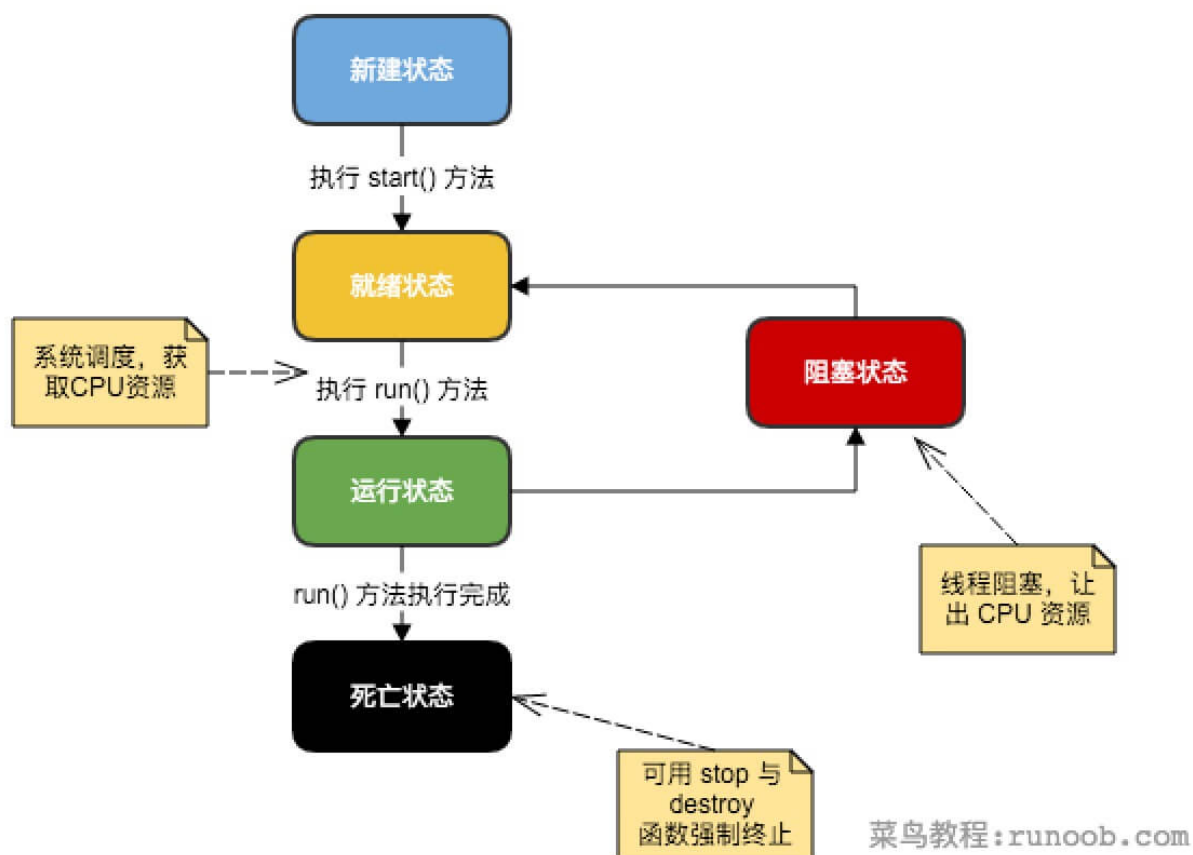 新建状态
执行 start() 方法
就绪状态
系统调度，获
取CPU资源
执行 run() 方法
阻塞状态
运行状态
线程阻塞，让
出 CPU 资源
run() 方法执行完成
死亡状态
可用 stop 与
destroy
函数强制终止
菜鸟教程:runoob.com